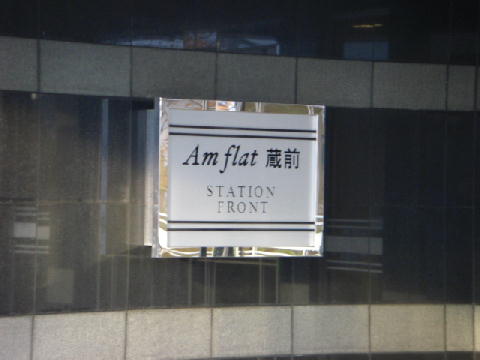 Am flat 蔵前
STATION
FRONT